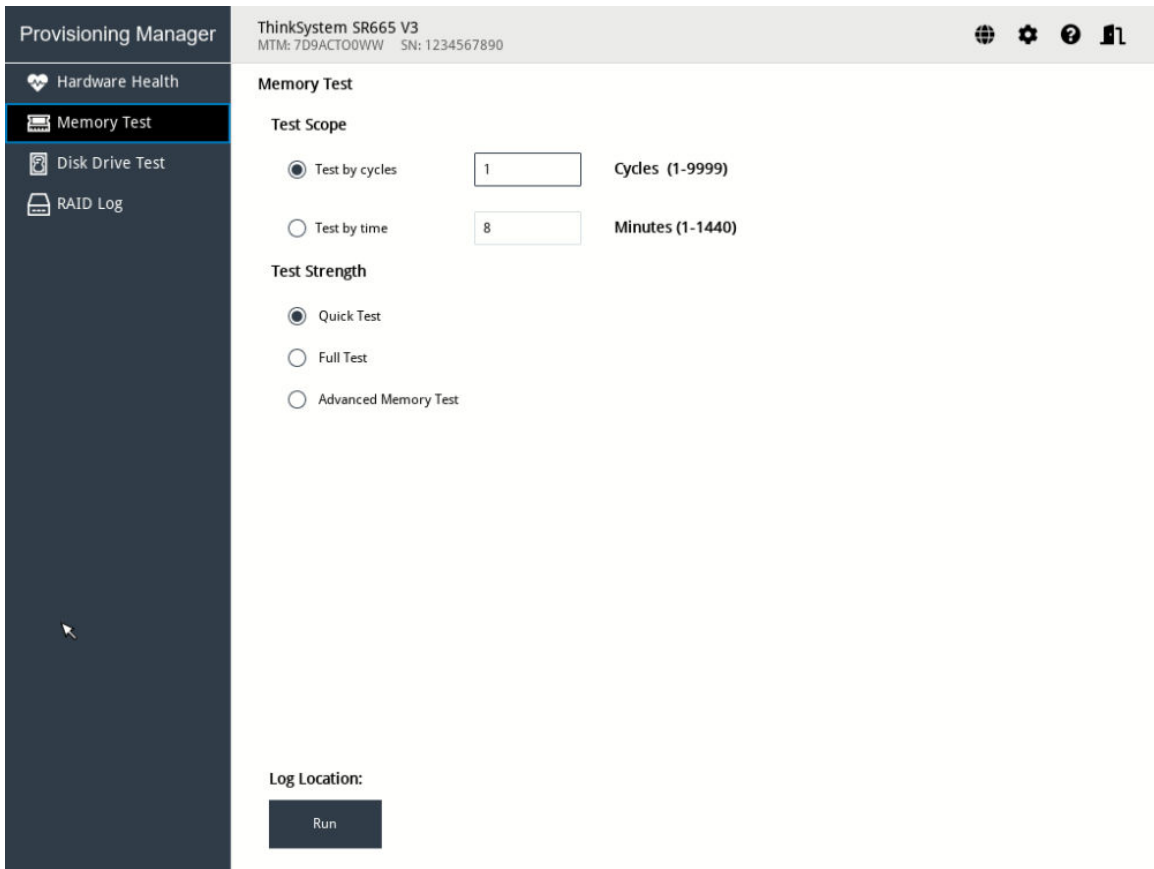 Provisioning Manager
ThinkSystem SR665 V3
MTM: 7D9ACTO0WW SN: 1234567890
Hardware Health
Memory Test
Disk Drive Test
RAID Log
Memory Test
Test Scope
Test by cycles 1 Cycles (1-9999)
Test by time 8 Minutes (1-1440)
Test Strength
Quick Test
Full Test
Advanced Memory Test
Log Location:
Run